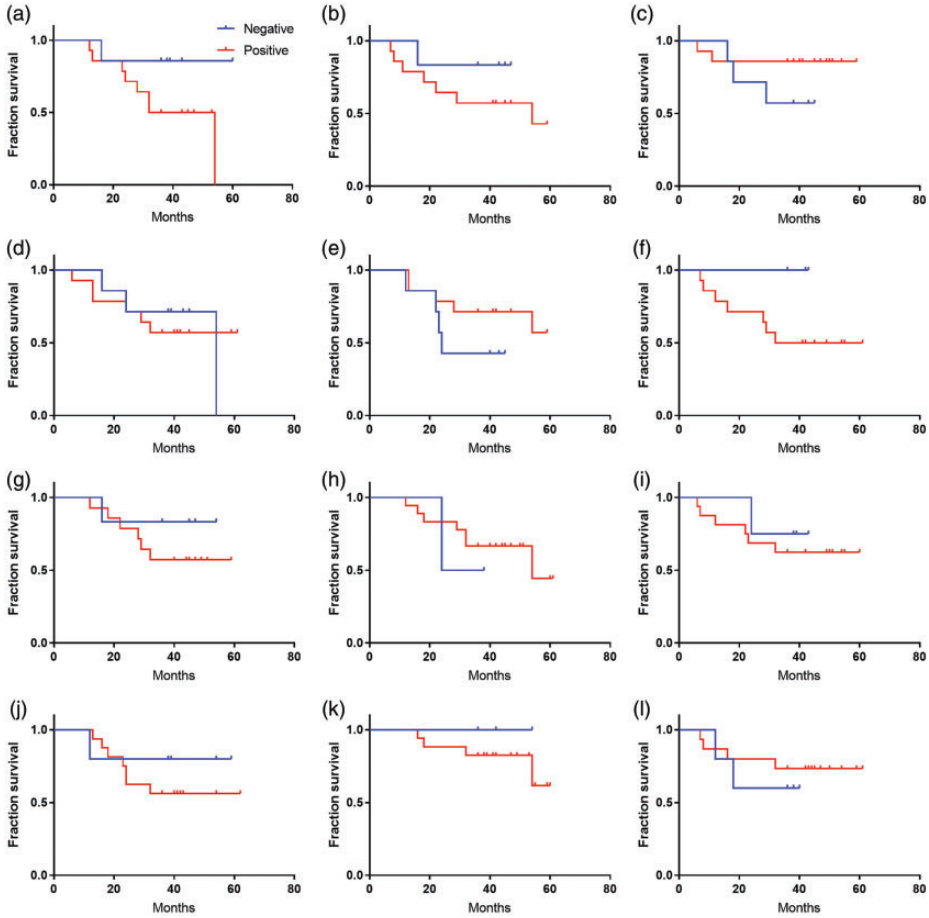 (a) (b) (c)
Negative
Positive
Fraction survival Fraction survival Fraction survival
1.0 1.0 1.0
0.5 0.5 0.5
0.0 0.0 0.0
0 20 40 60 80 0 20 40 60 80 0 20 40 60 80
Months Months Months
(d) (e) (f)
Fraction survival Fraction survival Fraction survival
1.0 1.0 1.0
0.5 0.5 0.5
0.0 0.0 0.0
0 20 40 60 80 0 20 40 60 80 0 20 40 60 80
Months Months Months
(g) (h) (i)
Fraction survival Fraction survival Fraction survival
1.0 1.0 1.0
0.5 0.5 0.5
0.0 0.0 0.0
0 20 40 60 80 0 20 40 60 80 0 20 40 60 80
Months Months Months
(j) (k) (l)
Fraction survival Fraction survival Fraction survival
1.0 1.0 1.0
0.5 0.5 0.5
0.0 0.0 0.0
0 20 40 60 80 0 20 40 60 80 0 20 40 60 80
Months Months Months